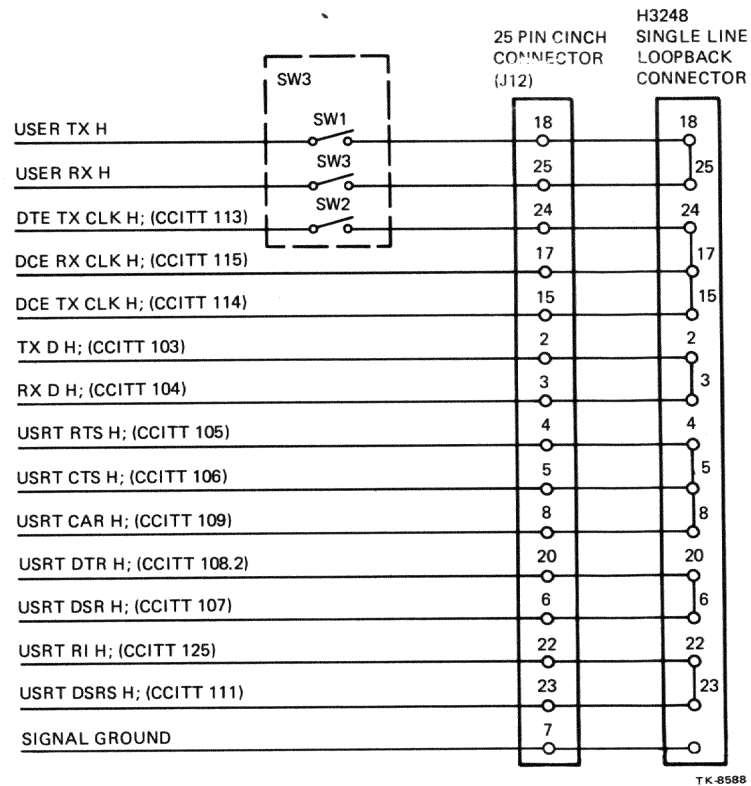 H3248
25 PIN CINCH SINGLE LINE
CONNECTOR LOOPBACK
(J12) CONNECTOR
SW3
USER TX H SW1 18 18
USER RX H SW3 25 25
DTE TX CLK H; (CCITT 113) SW2 24 24
DCE RX CLK H; (CCITT 115) 17 17
DCE TX CLK H; (CCITT 114) 15 15
TX D H; (CCITT 103) 2 2
RX D H; (CCITT 104) 3 3
USRT RTS H; (CCITT 105) 4 4
USRT CTS H; (CCITT 106) 5 5
USRT CAR H; (CCITT 109) 8 8
USRT DTR H; (CCITT 108.2) 20 20
USRT DSR H; (CCITT 107) 6 6
USRT RI H; (CCITT 125) 22 22
USRT DSRS H; (CCITT 111) 23 23
SIGNAL GROUND 7
TK-8588